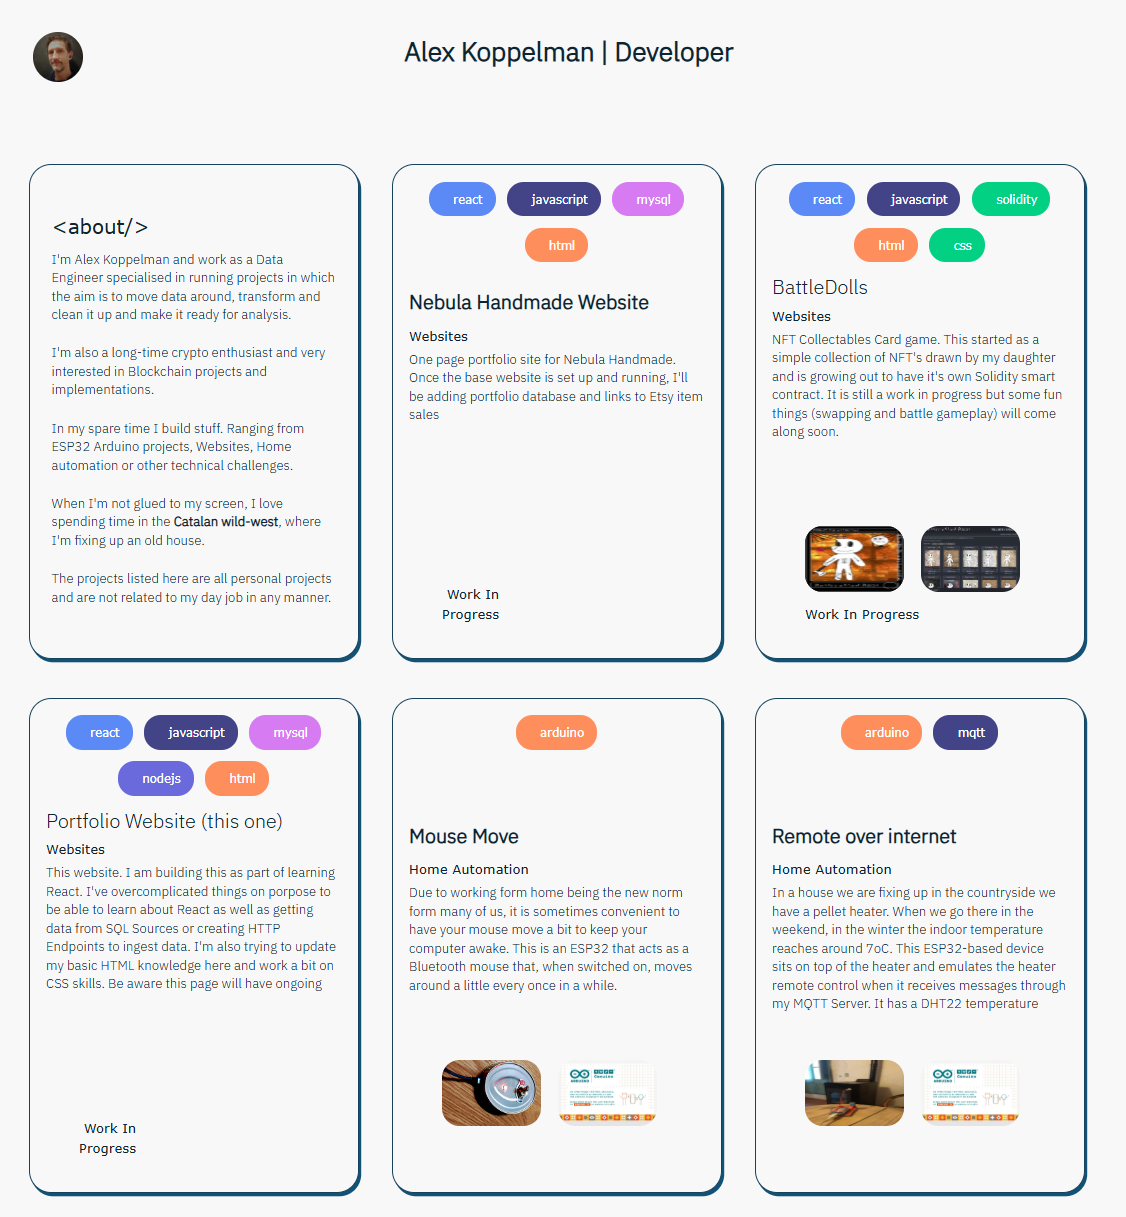 Alex Koppelman | Developer
<about/>
I'm Alex Koppelman and work as a Data
Engineer specialised in running projects in which
the aim is to move data around, transform and
clean it up and make it ready for analysis.
I'm also a long-time crypto enthusiast and very
interested in Blockchain projects and
implementations.
In my spare time I build stuff. Ranging from
ESP32 Arduino projects, Websites, Home
automation or other technical challenges.
When I'm not glued to my screen, I love
spending time in the Catalan wild-west, where
I'm fixing up an old house.
The projects listed here are all personal projects
and are not related to my day job in any manner.
react javascript mysql
html
Nebula Handmade Website
Websites
One page portfolio site for Nebula Handmade.
Once the base website is set up and running, I'll
be adding portfolio database and links to Etsy item
sales
Work In
Progress
react javascript solidity
html css
BattleDolls
Websites
NFT Collectables Card game. This started as a
simple collection of NFT's drawn by my daughter
and is growing out to have it's own Solidity smart
contract. It is still a work in progress but some fun
things (swapping and battle gameplay) will come
along soon.
Work In Progress
react javascript mysql
nodejs html
Portfolio Website (this one)
Websites
This website. I am building this as part of learning
React. I've overcomplicated things on porpose to
be able to learn about React as well as getting
data from SQL Sources or creating HTTP
Endpoints to ingest data. I'm also trying to update
my basic HTML knowledge here and work a bit on
CSS skills. Be aware this page will have ongoing
Work In
Progress
arduino
Mouse Move
Home Automation
Due to working form home being the new norm
form many of us, it is sometimes convenient to
have your mouse move a bit to keep your
computer awake. This is an ESP32 that acts as a
Bluetooth mouse that, when switched on, moves
around a little every once in a while.
arduino mqtt
Remote over internet
Home Automation
In a house we are fixing up in the countryside we
have a pellet heater. When we go there in the
weekend, in the winter the indoor temperature
reaches around 7oC. This ESP32-based device
sits on top of the heater and emulates the heater
remote control when it receives messages through
my MQTT Server. It has a DHT22 temperature